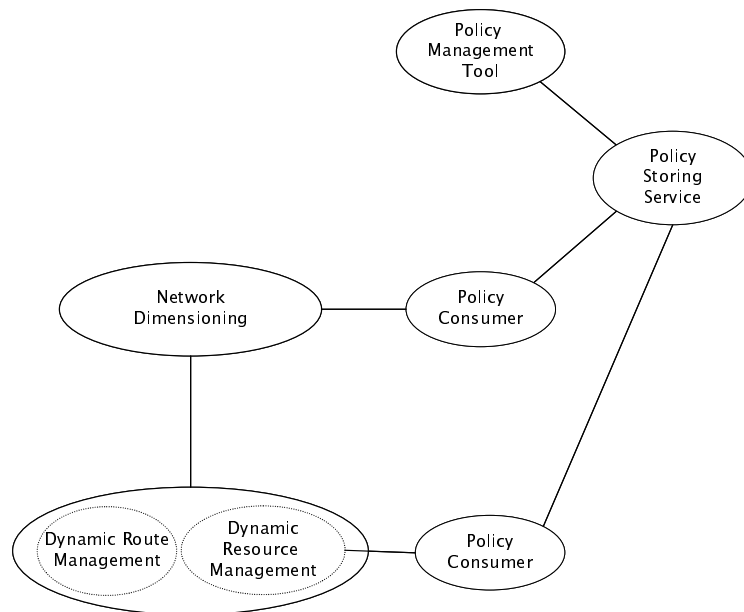 Policy
Management
Tool
Policy
Storing
Service
Network
Dimensioning
Policy
Consumer
Dynamic Route
Management
Dynamic
Resource
Management
Policy
Consumer